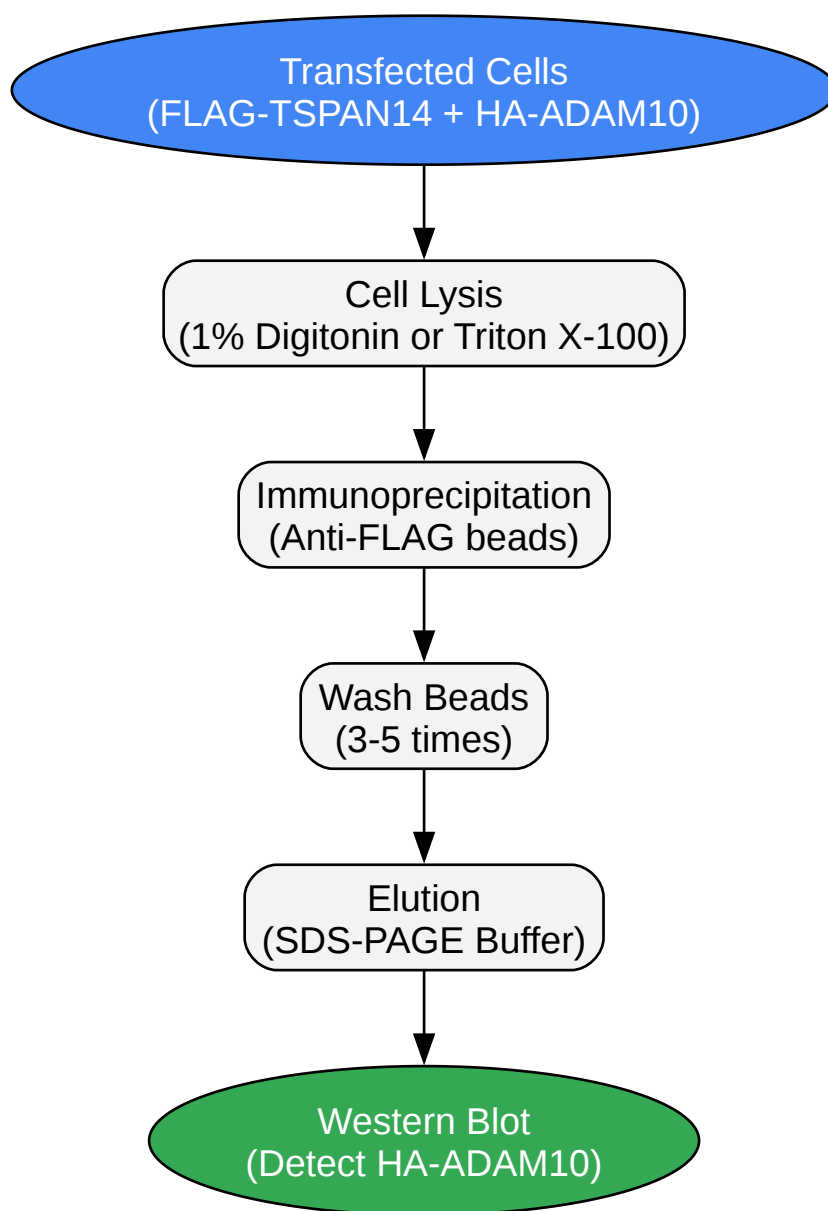 Transfected Cells
(FLAG-TSPAN14 + HA-ADAM10)
Cell Lysis
(1% Digitonin or Triton X-100)
Immunoprecipitation
(Anti-FLAG beads)
Wash Beads
(3-5 times)
Elution
(SDS-PAGE Buffer)
Western Blot
(Detect HA-ADAM10)